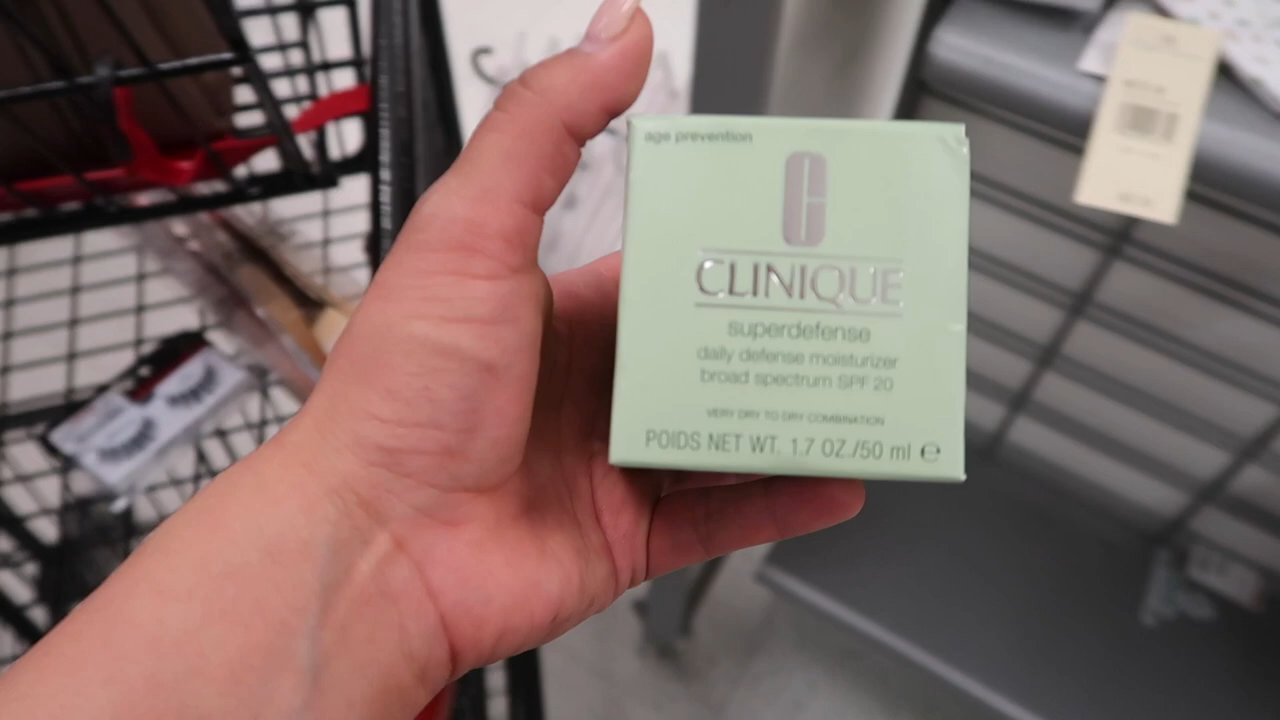 age prevention
C
CLINIQUE
superdefense
daily defense moisturizer
broad spectrum SPF 20
VERY DRY TO DRY COMBINATION
POIDS NET WT. 1.7 OZ./50 ml ℮